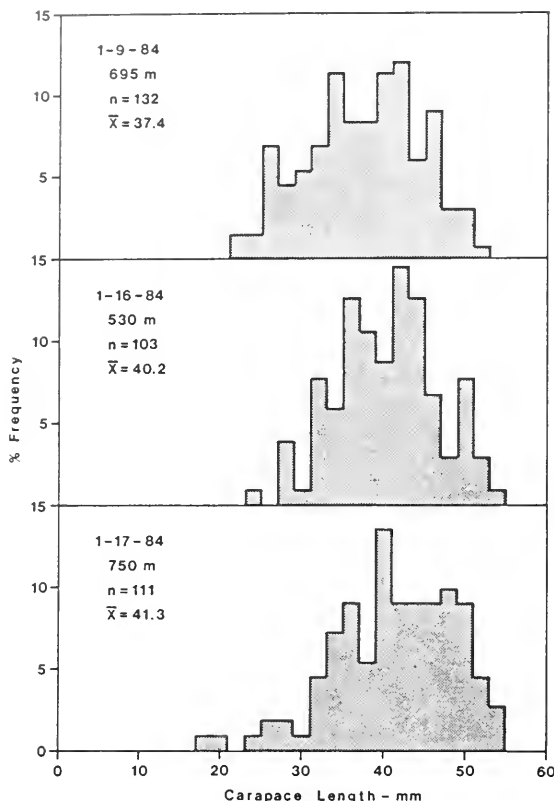 15
1-9-84
695 m
n=132
X̅=37.4
10
5
15
1-16-84
530 m
n=103
X̅=40.2
10
5
% Frequency
15
1-17-84
750 m
n=111
X̅=41.3
10
5
0
0 10 20 30 40 50 60
Carapace Length – mm